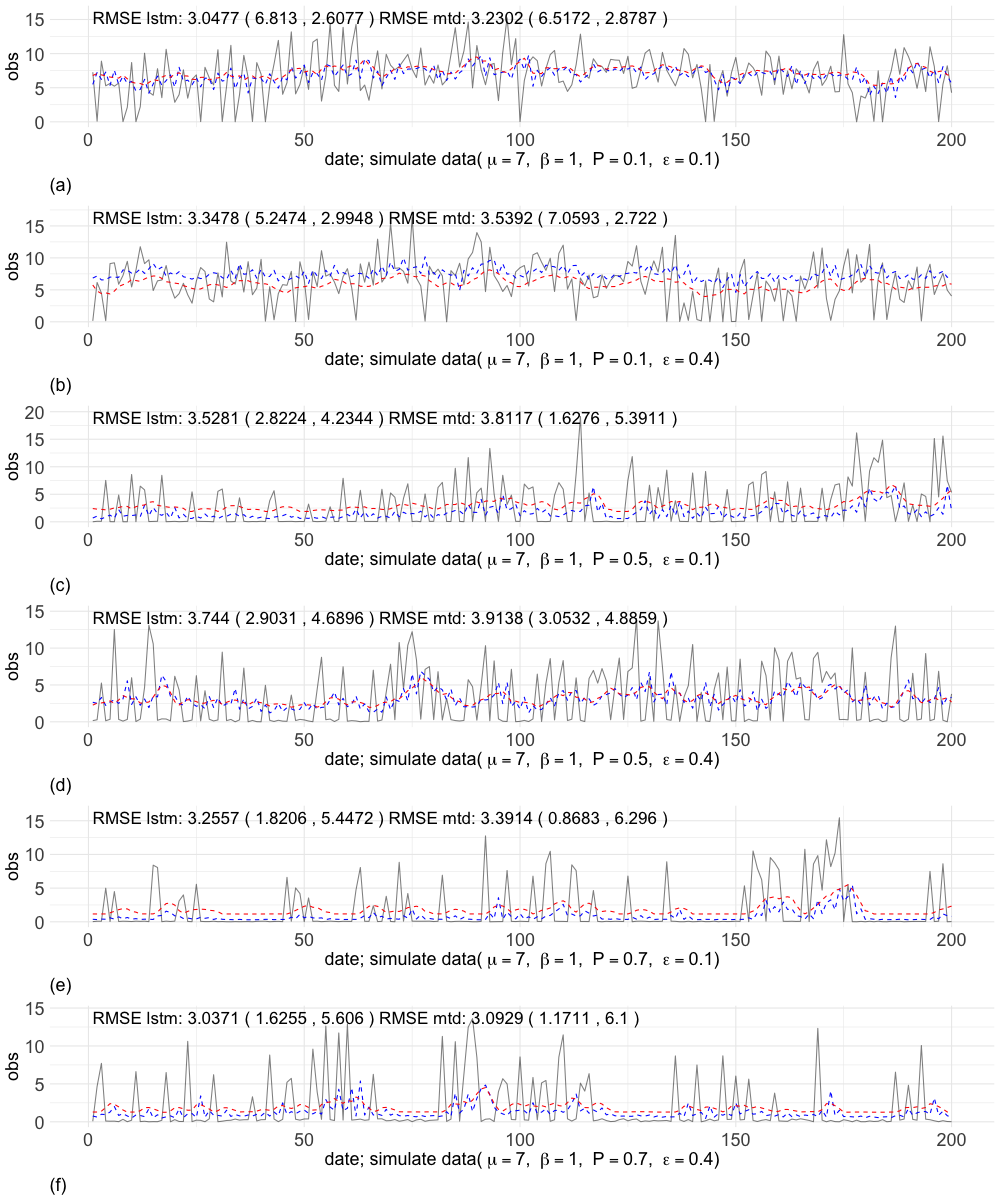 RMSE lstm: 3.0477 ( 6.813 , 2.6077 ) RMSE mtd: 3.2302 ( 6.5172 , 2.8787 )
15
10
5
0
obs
0 50 100 150 200
date; simulate data( μ = 7, β = 1, P = 0.1, ε = 0.1)
(a)
RMSE lstm: 3.3478 ( 5.2474 , 2.9948 ) RMSE mtd: 3.5392 ( 7.0593 , 2.722 )
15
10
5
0
obs
0 50 100 150 200
date; simulate data( μ = 7, β = 1, P = 0.1, ε = 0.4)
(b)
20
RMSE lstm: 3.5281 ( 2.8224 , 4.2344 ) RMSE mtd: 3.8117 ( 1.6276 , 5.3911 )
15
10
5
0
obs
0 50 100 150 200
date; simulate data( μ = 7, β = 1, P = 0.5, ε = 0.1)
(c)
15
RMSE lstm: 3.744 ( 2.9031 , 4.6896 ) RMSE mtd: 3.9138 ( 3.0532 , 4.8859 )
10
5
0
obs
0 50 100 150 200
date; simulate data( μ = 7, β = 1, P = 0.5, ε = 0.4)
(d)
RMSE lstm: 3.2557 ( 1.8206 , 5.4472 ) RMSE mtd: 3.3914 ( 0.8683 , 6.296 )
15
10
5
0
obs
0 50 100 150 200
date; simulate data( μ = 7, β = 1, P = 0.7, ε = 0.1)
(e)
15
RMSE lstm: 3.0371 ( 1.6255 , 5.606 ) RMSE mtd: 3.0929 ( 1.1711 , 6.1 )
10
5
0
obs
0 50 100 150 200
date; simulate data( μ = 7, β = 1, P = 0.7, ε = 0.4)
(f)